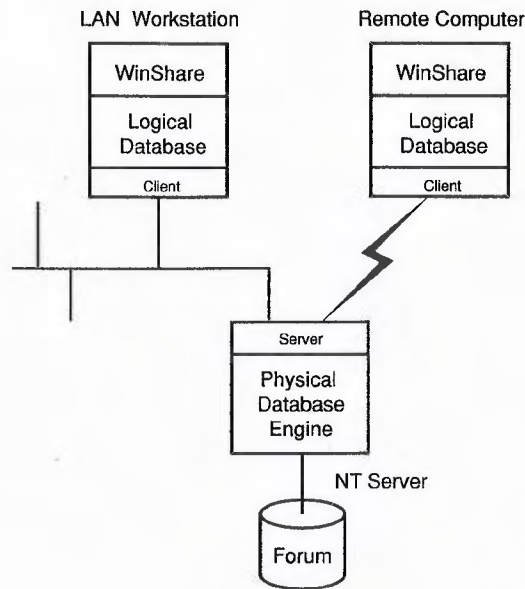 LAN Workstation
WinShare
Logical
Database
Client
Remote Computer
WinShare
Logical
Database
Client
Server
Physical
Database
Engine
NT Server
Forum